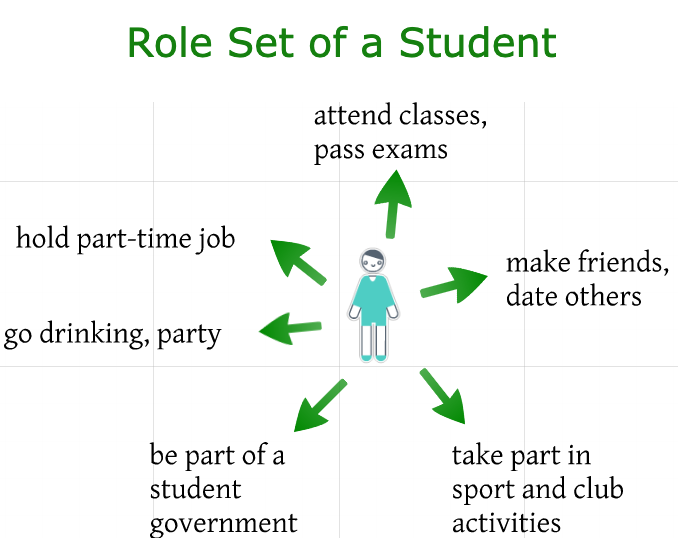 Role Set of a Student
attend classes,
pass exams
hold part-time job
make friends,
date others
go drinking, party
be part of a
student
government
take part in
sport and club
activities